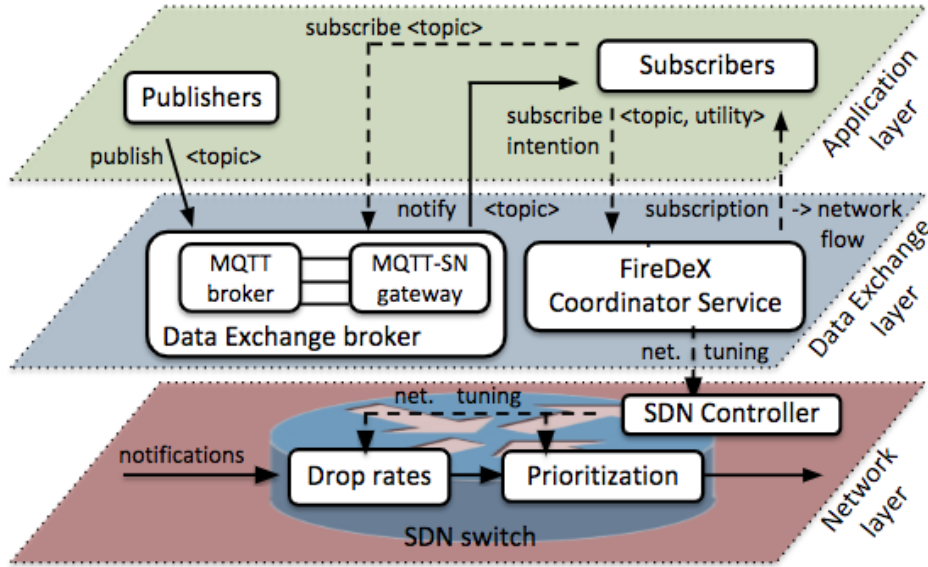 subscribe <topic>
Subscribers
Publishers
Application
layer
subscribe <topic, utility>
intention
publish <topic>
notify <topic>
subscription -> network
flow
MQTT
broker
MQTT-SN
gateway
Data Exchange broker
FireDeX
Coordinator Service
Data Exchange
layer
net. tuning
net. tuning
SDN Controller
notifications
Drop rates
Prioritization
SDN switch
Network
layer